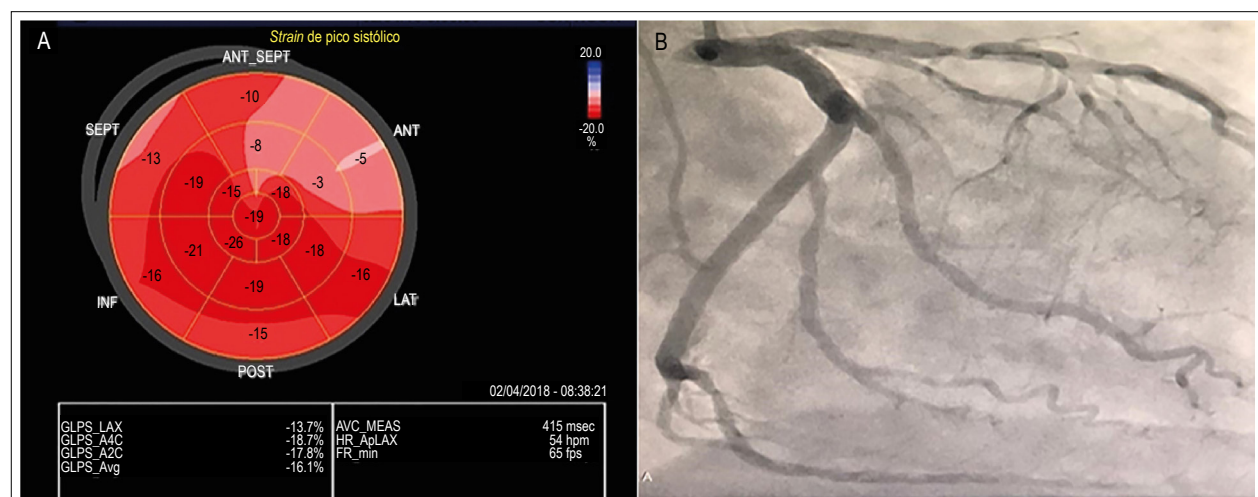 A
Strain de pico sistólico
ANT_SEPT
20.0
-20.0
%
-10
SEPT
ANT
-8
-13
-5
-19
-3
-15
-18
-19
-26
-18
-21
-18
-16
-16
-19
INF
LAT
-15
POST
02/04/2018 - 08:38:21
GLPS_LAX -13.7%
GLPS_A4C -18.7%
GLPS_A2C -17.8%
GLPS_Avg -16.1%
AVC_MEAS 415 msec
HR_ApLAX 54 hpm
FR_min 65 fps
B
A